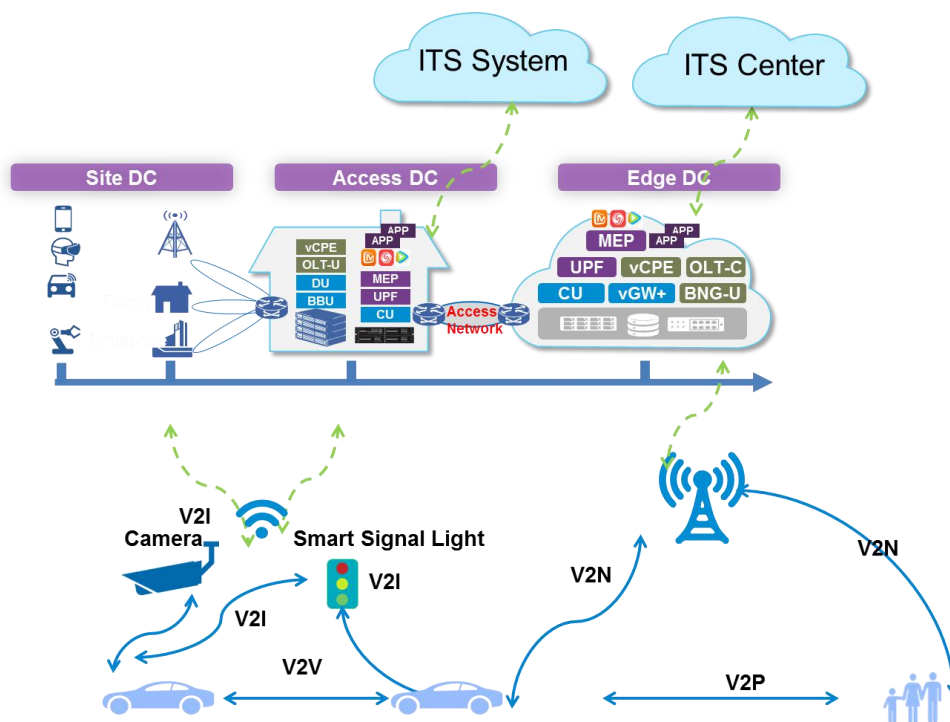 ITS System
ITS Center
Site DC
Access DC
Edge DC
APP
APP
vCPE
OLT-U
DU
BBU
MEP
UPF
CU
Access
Network
APP
APP
MEP
UPF
vCPE
OLT-C
CU
vGW+
BNG-U
V2I
Camera
Smart Signal Light
V2I
V2I
V2N
V2N
V2V
V2P